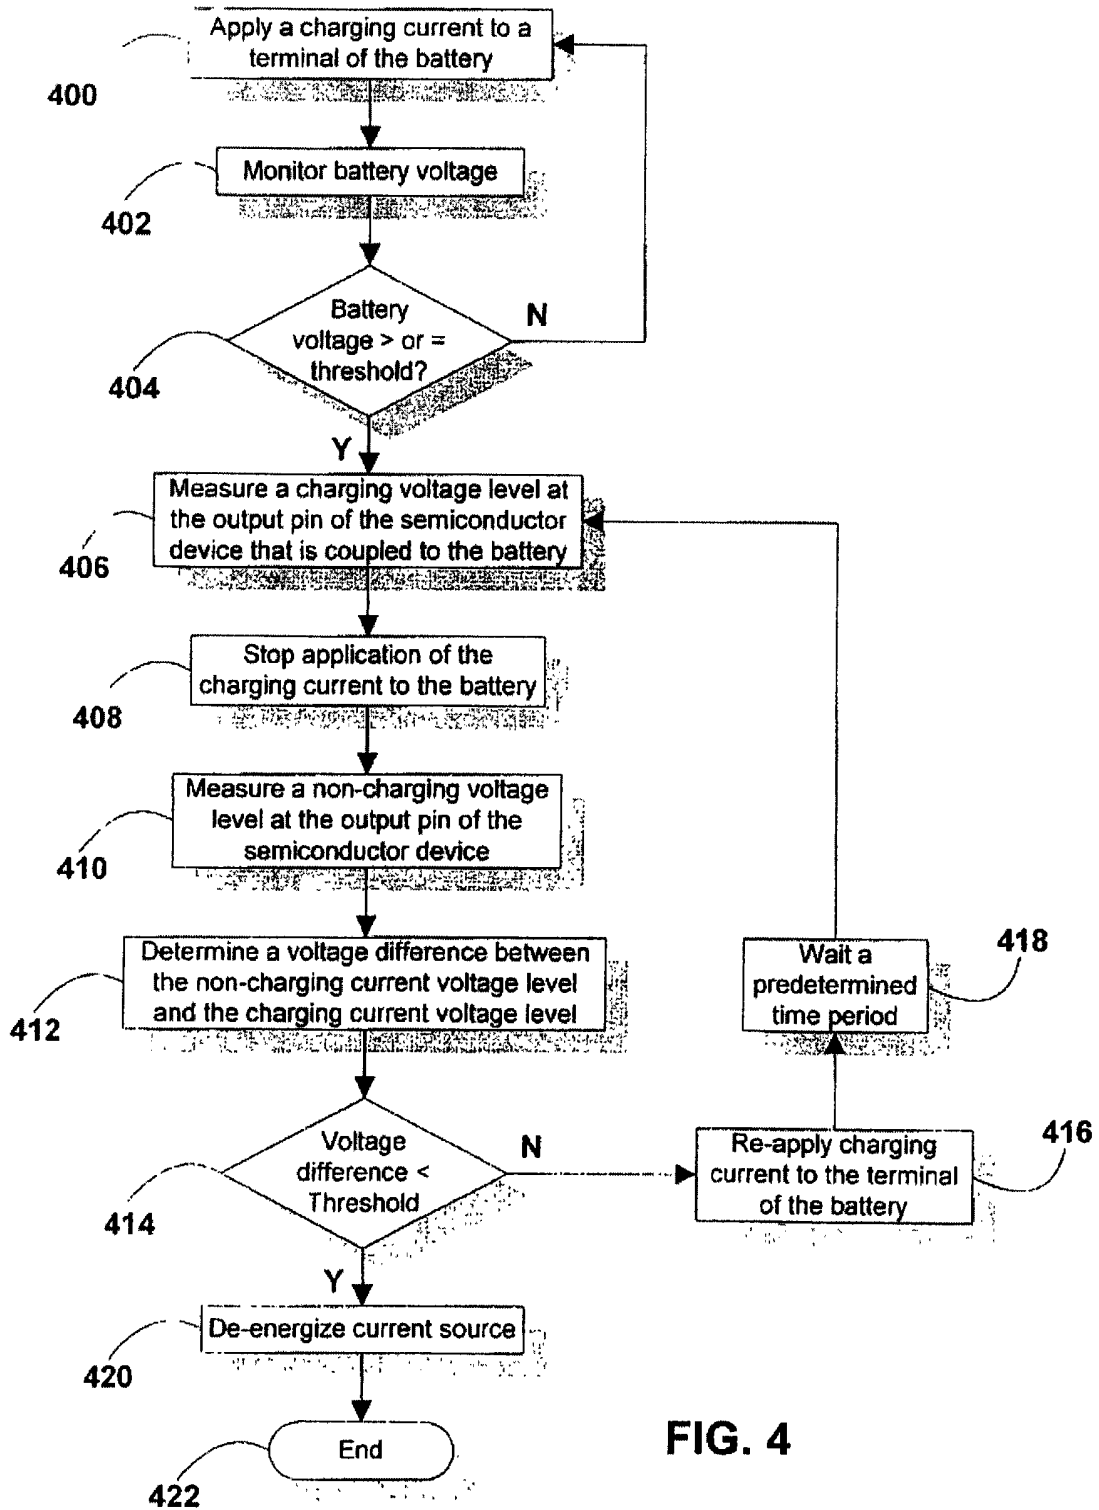 Apply a charging current to a
terminal of the battery
400
Monitor battery voltage
402
Battery
voltage > or =
threshold?
N
404
Y
Measure a charging voltage level at
the output pin of the semiconductor
device that is coupled to the battery
406
Stop application of the
charging current to the battery
408
Measure a non-charging voltage
level at the output pin of the
semiconductor device
410
Determine a voltage difference between
the non-charging current voltage level
and the charging current voltage level
412
Wait a
predetermined
time period
418
Voltage
difference <
Threshold
N
414
Re-apply charging
current to the terminal
of the battery
416
Y
De-energize current source
420
End
422
FIG. 4